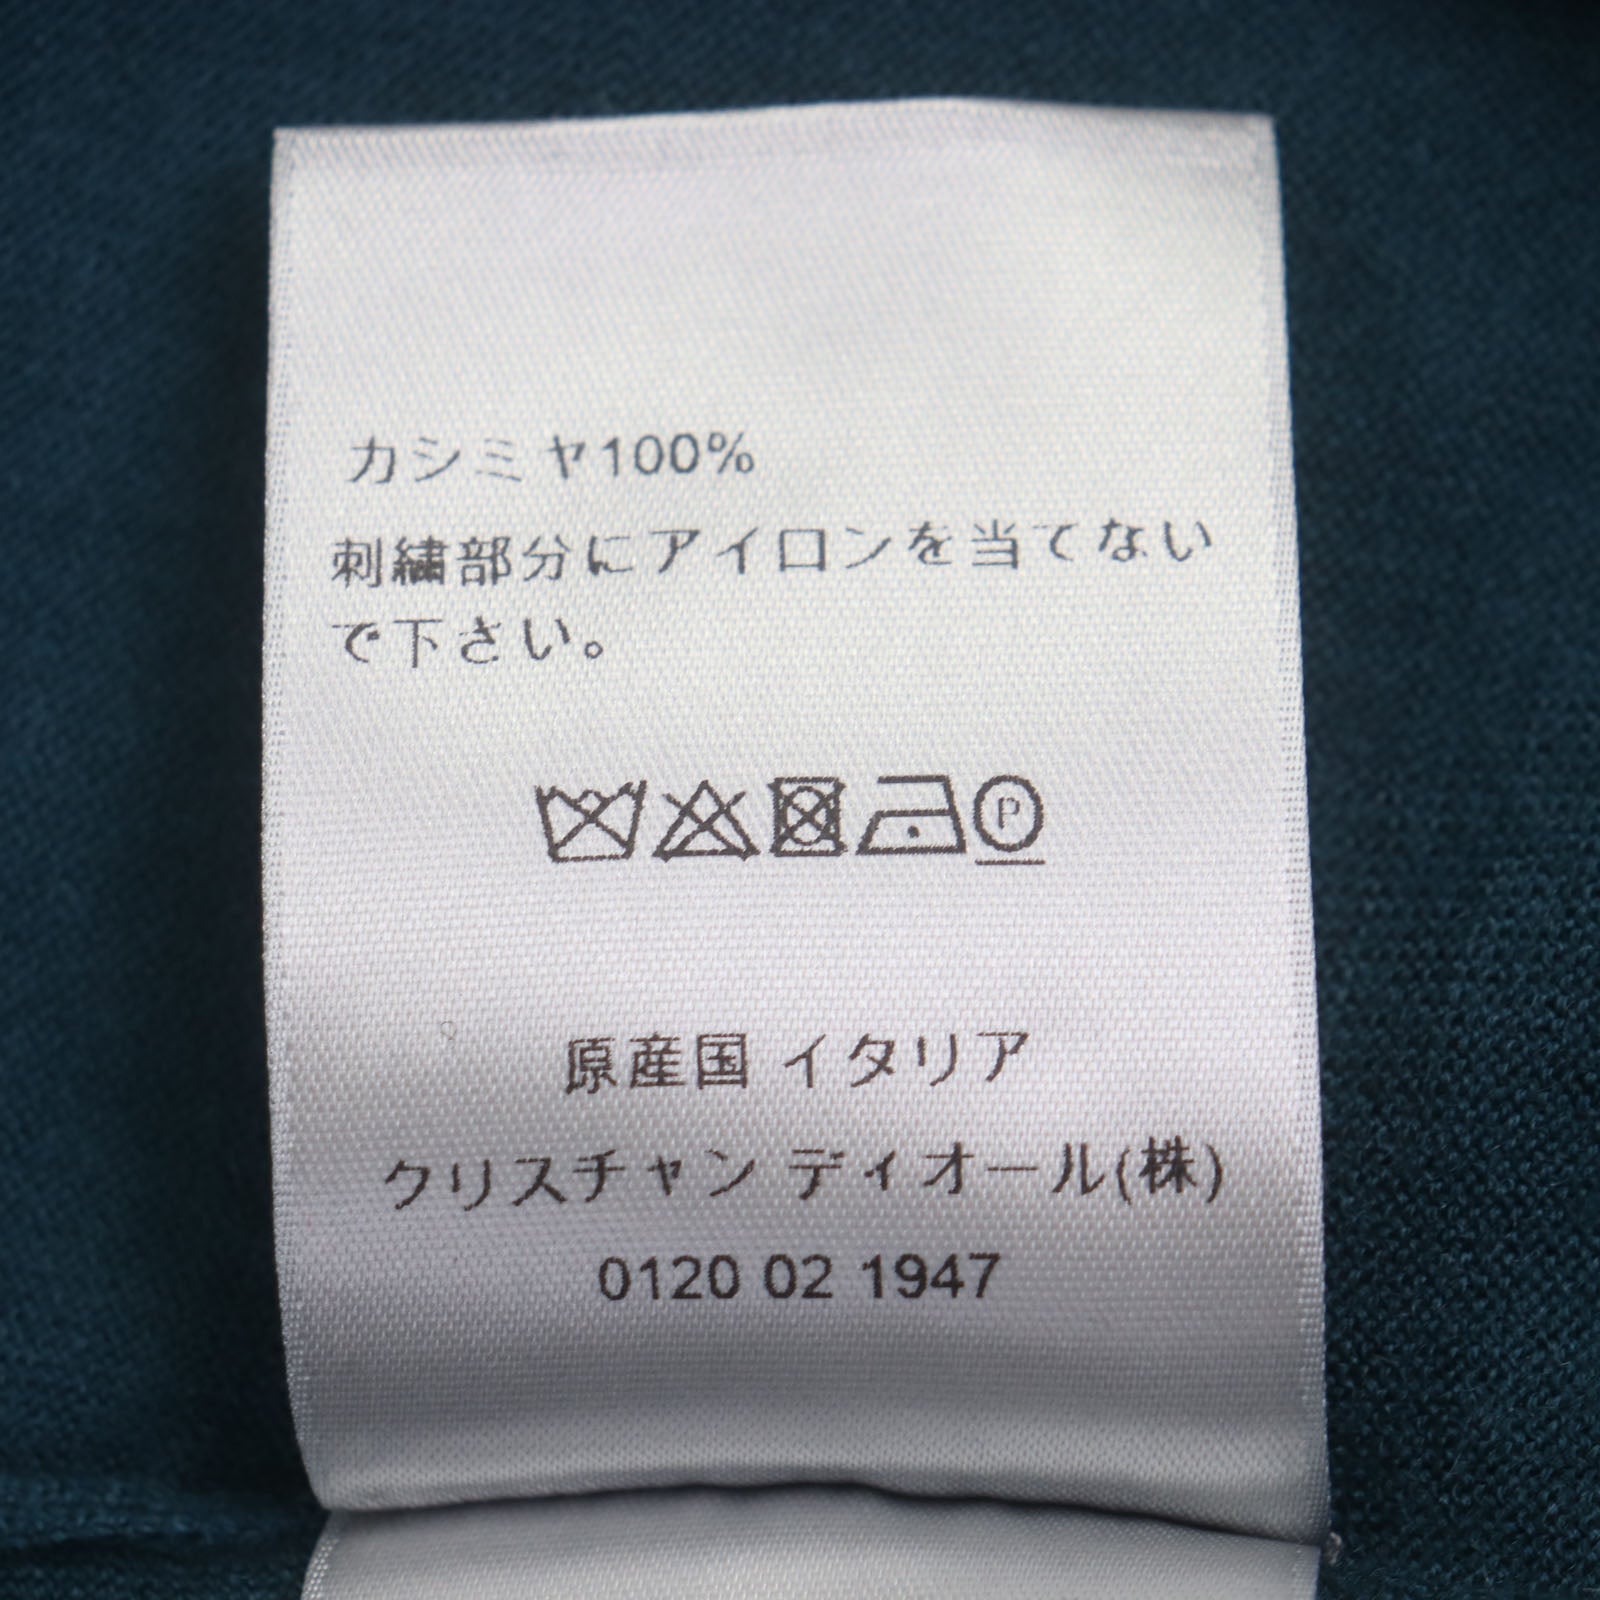 カシミヤ100%
刺繍部分にアイロンを当てない
で下さい。
P
原産国 イタリア
クリスチャン ディオール(株)
0120 02 1947